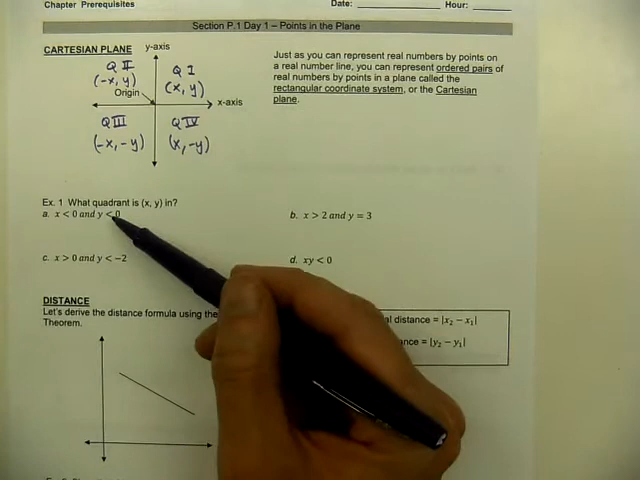 Chapter Prerequisites Date: Hour:
Section P.1 Day 1 – Points in the Plane
CARTESIAN PLANE y-axis
Q II Q I
(-x, y) (x, y)
Origin
x-axis
Q III Q IV
(-x, -y) (x, -y)
Just as you can represent real numbers by points
on a real number line, you can represent ordered pairs of
real numbers by points in a plane called the
rectangular coordinate system, or the Cartesian
plane.
Ex. 1 What quadrant is (x, y) in?
a. x < 0 and y < 0 b. x > 2 and y = 3
c. x > 0 and y < −2 d. xy < 0
DISTANCE
Let's derive the distance formula using the
Theorem.
distance = |x₂ − x₁|
= |y₂ − y₁|